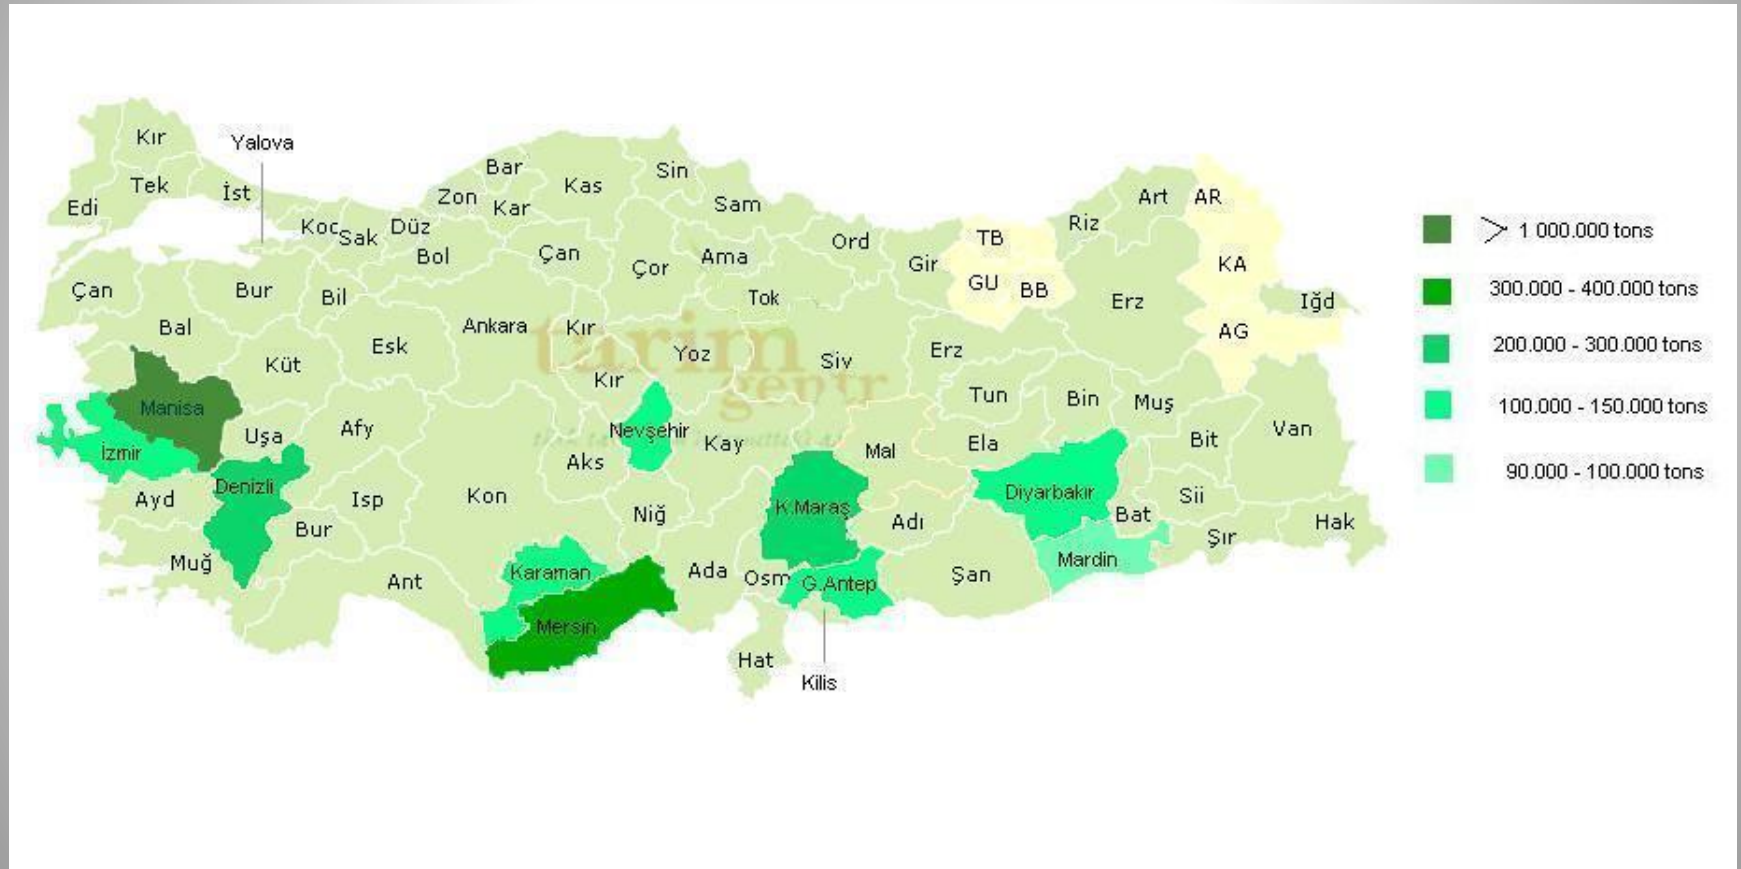 Kır
Yalova
Tek
İst
Edi
Bar
Zon
Kar
Kas
Sin
Sam
Koc
Sak
Düz
Bol
Çan
Çor
Ama
Ord
Gir
TB
GU
BB
Riz
Art
AR
KA
AG
Iğd
Çan
Bur
Bil
Bal
Küt
Esk
Ankara
Kır
Tok
Yoz
Kır
Siv
Erz
Erz
tarim
gentr
Tun
Bin
Muş
Van
Bit
Manisa
İzmir
Uşa
Afy
Nevşehir
Kay
Aks
Mal
Ela
Denizli
Ayd
Isp
Kon
Niğ
K.Maraş
Adı
Diyarbakır
Bat
Sii
Şır
Hak
Bur
Muğ
Ant
Karaman
Mersin
Ada
Osm
G.Antep
Şan
Mardin
Hat
Kilis
> 1 000.000 tons
300.000 - 400.000 tons
200.000 - 300.000 tons
100.000 - 150.000 tons
90.000 - 100.000 tons